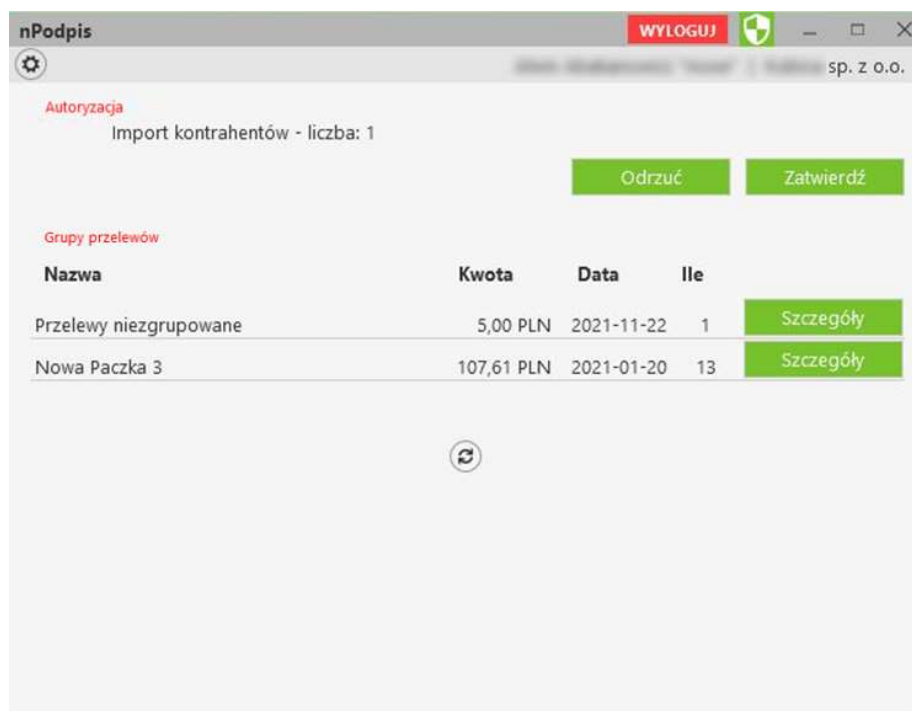 nPodpis WYLOGUJ
sp. z o.o.
Autoryzacja
Import kontrahentów - liczba: 1
Odrzuć Zatwierdź
Grupy przelewów
Nazwa Kwota Data Ile
Przelewy niezgrupowane 5,00 PLN 2021-11-22 1 Szczegóły
Nowa Paczka 3 107,61 PLN 2021-01-20 13 Szczegóły